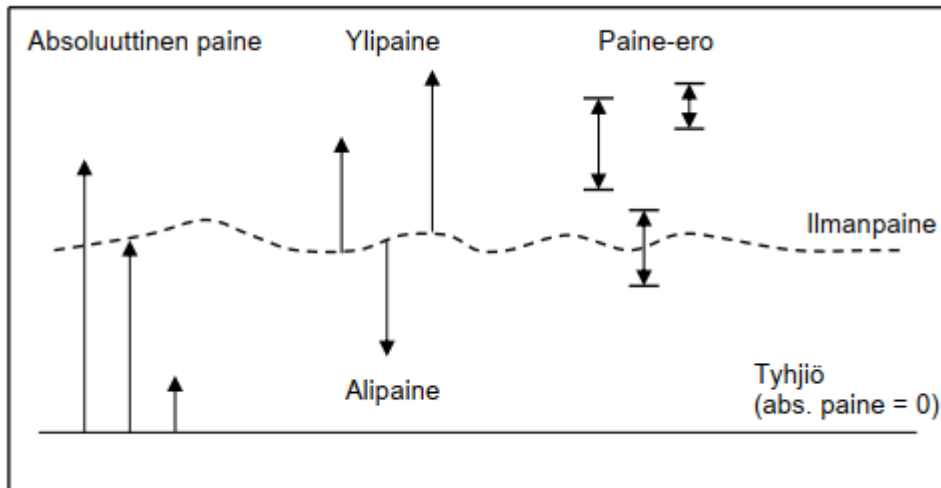 Absoluuttinen paine
Ylipaine
Paine-ero
Ilmanpaine
Alipaine
Tyhjiö
(abs. paine = 0)